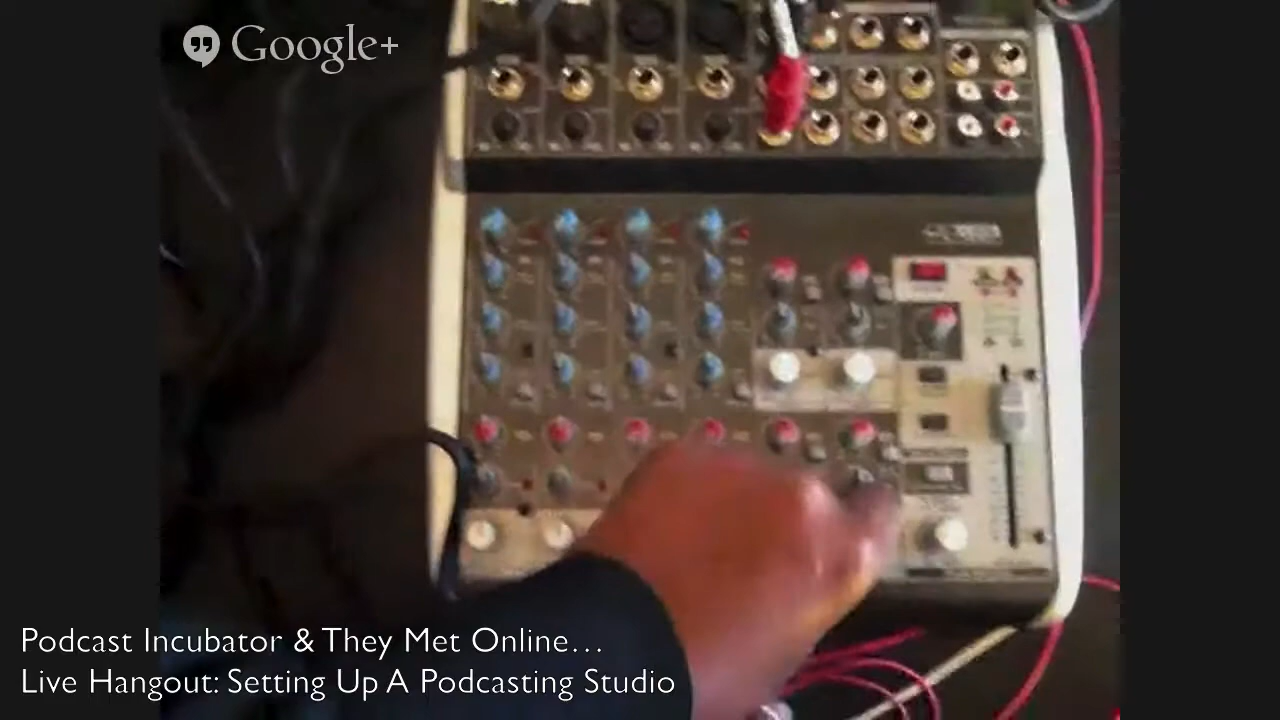 Google+
Podcast Incubator & They Met Online...
Live Hangout: Setting Up A Podcasting Studio